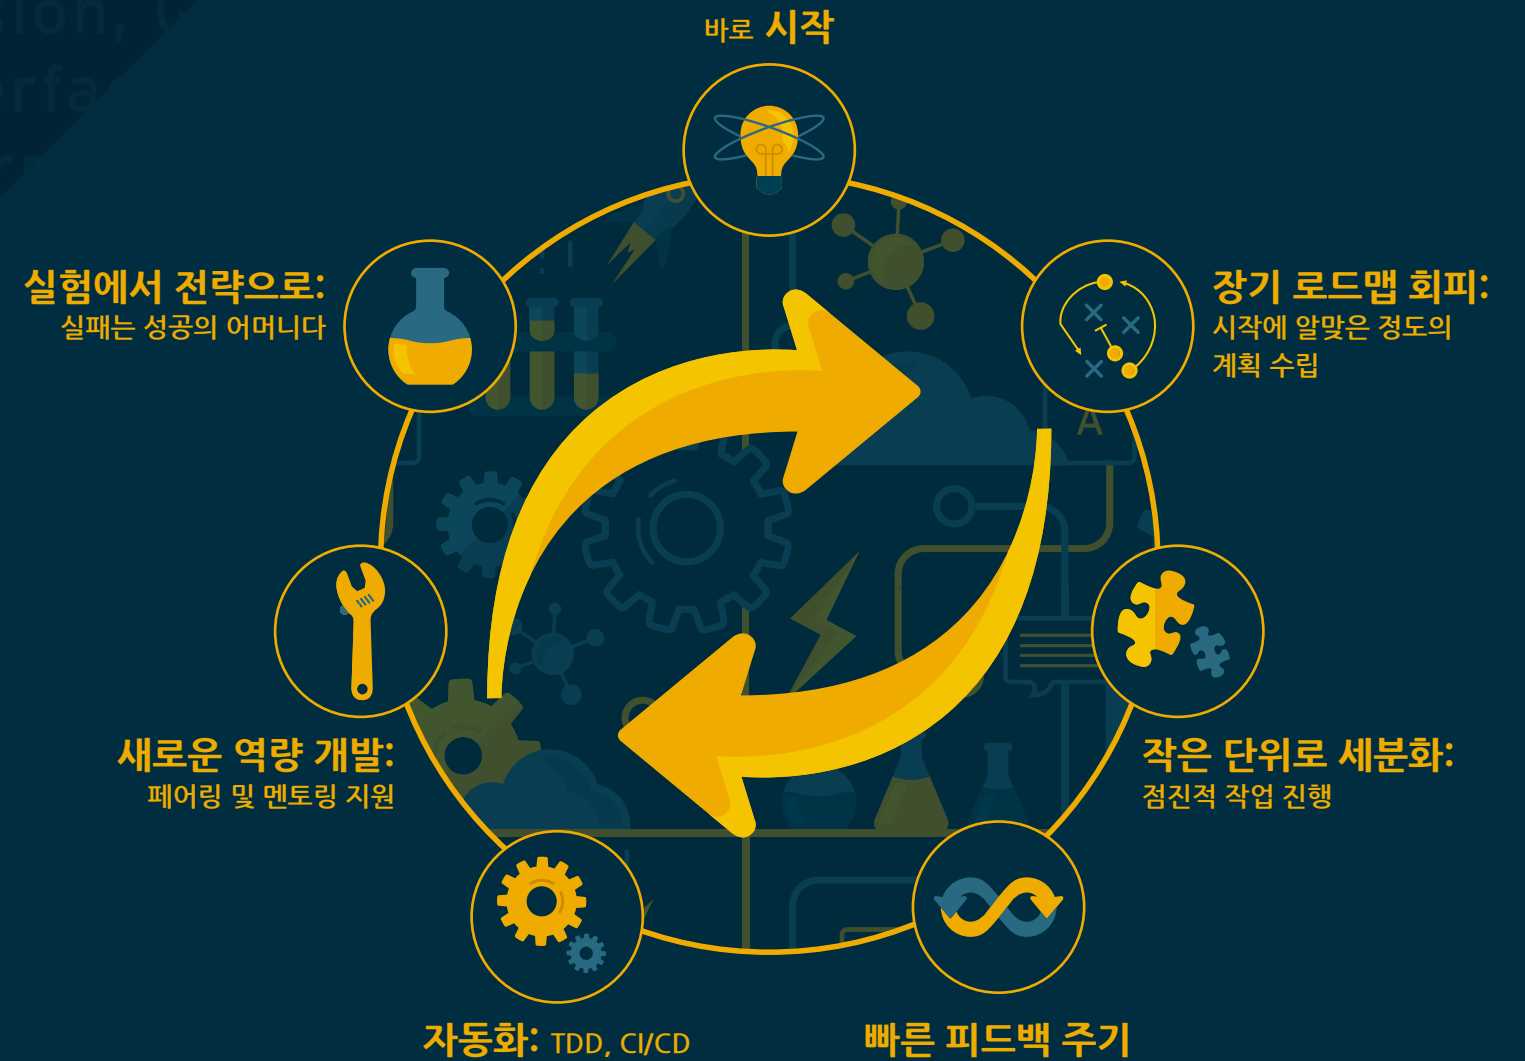 바로 시작
장기 로드맵 회피:
시작에 알맞은 정도의
계획 수립
작은 단위로 세분화:
점진적 작업 진행
빠른 피드백 주기
자동화: TDD, CI/CD
새로운 역량 개발:
페어링 및 멘토링 지원
실험에서 전략으로:
실패는 성공의 어머니다
A